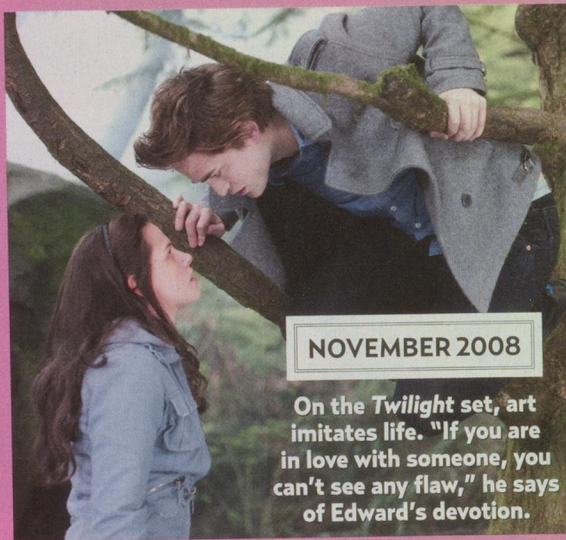 NOVEMBER 2008
On the Twilight set, art
imitates life. “If you are
in love with someone, you
can’t see any flaw,” he says
of Edward’s devotion.